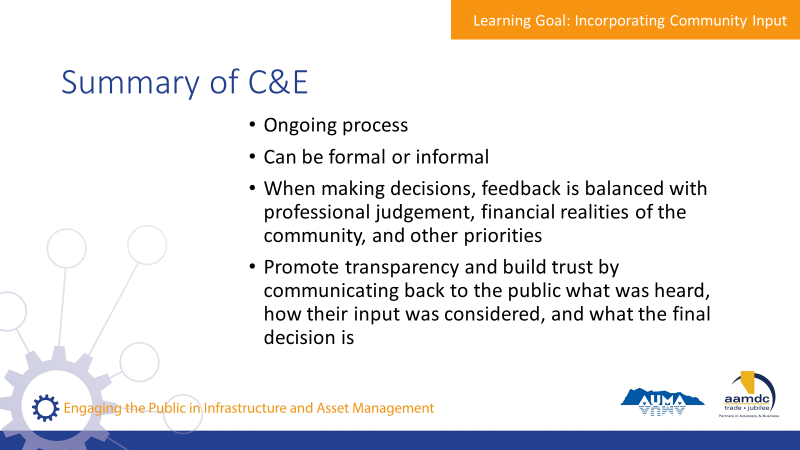 Learning Goal: Incorporating Community Input
Summary of C&E
• Ongoing process
• Can be formal or informal
• When making decisions, feedback is balanced with
professional judgement, financial realities of the
community, and other priorities
• Promote transparency and build trust by
communicating back to the public what was heard,
how their input was considered, and what the final
decision is
Engaging the Public in Infrastructure and Asset Management
AUMA
aamdc
trade • jubilee
Partners in Advocacy & Business